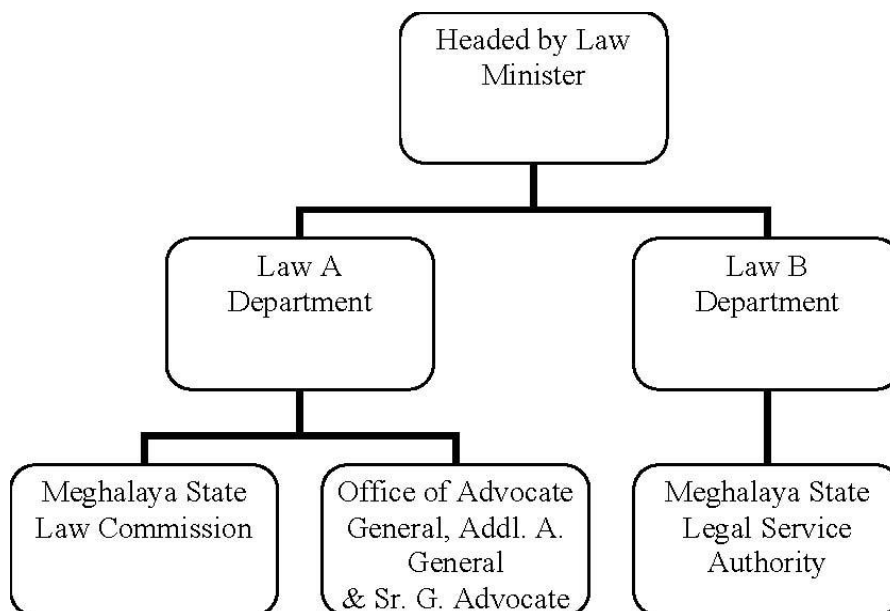 Headed by Law
Minister
Law A
Department
Law B
Department
Meghalaya State
Law Commission
Office of Advocate
General, Addl. A.
General
& Sr. G. Advocate
Meghalaya State
Legal Service
Authority